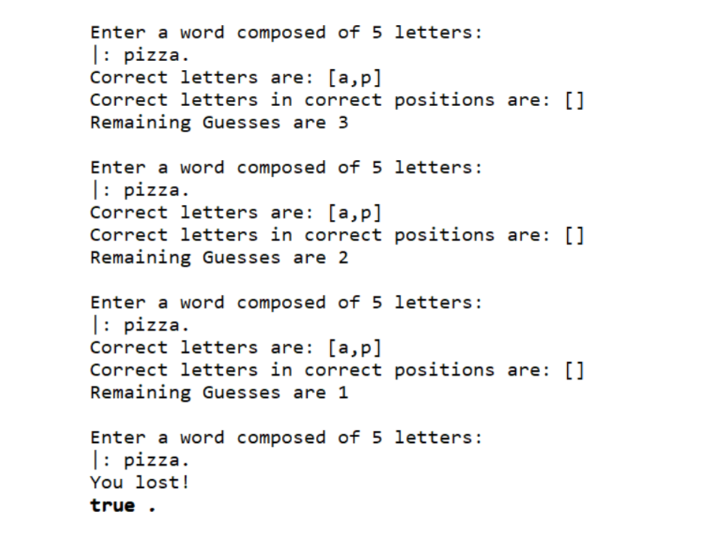 Enter a word composed of 5 letters:
|: pizza.
Correct letters are: [a,p]
Correct letters in correct positions are: []
Remaining Guesses are 3
Enter a word composed of 5 letters:
|: pizza.
Correct letters are: [a,p]
Correct letters in correct positions are: []
Remaining Guesses are 2
Enter a word composed of 5 letters:
|: pizza.
Correct letters are: [a,p]
Correct letters in correct positions are: []
Remaining Guesses are 1
Enter a word composed of 5 letters:
|: pizza.
You lost!
true .